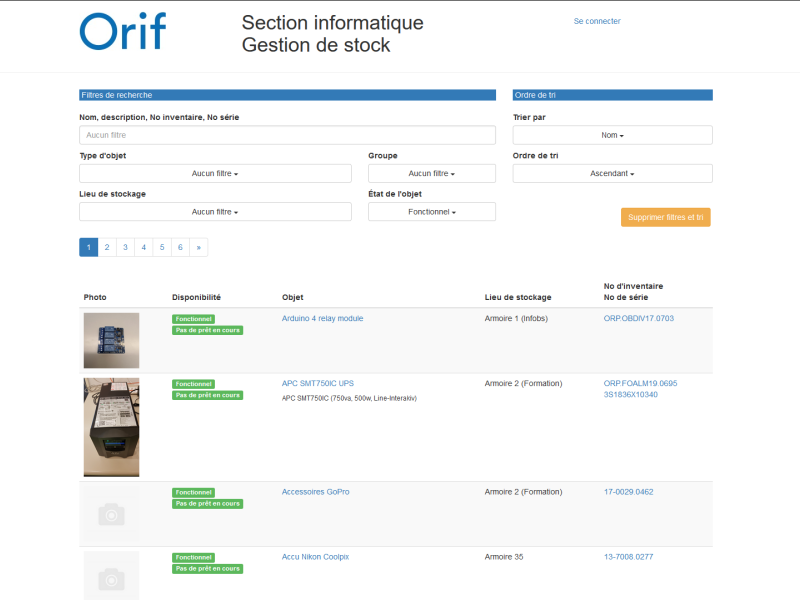 Orif
Section informatique
Gestion de stock
Se connecter
Filtres de recherche
Ordre de tri
Nom, description, No inventaire, No série
Trier par
Aucun filtre
Nom
Type d'objet
Groupe
Ordre de tri
Aucun filtre
Aucun filtre
Ascendant
Lieu de stockage
État de l'objet
Aucun filtre
Fonctionnel
Supprimer filtres et tri
1 2 3 4 5 6 »
No d'inventaire
Photo Disponibilité Objet Lieu de stockage No de série
Fonctionnel Arduino 4 relay module Armoire 1 (Infobs) ORP.OBDIV17.0703
Pas de prêt en cours
Fonctionnel APC SMT750IC UPS Armoire 2 (Formation) ORP.FOALM19.0695
Pas de prêt en cours 3S1836X10340
APC SMT750IC (750va, 500w, Line-Interakiv)
Fonctionnel Accessoires GoPro Armoire 2 (Formation) 17-0029.0462
Pas de prêt en cours
Fonctionnel Accu Nikon Coolpix Armoire 35 13-7008.0277
Pas de prêt en cours